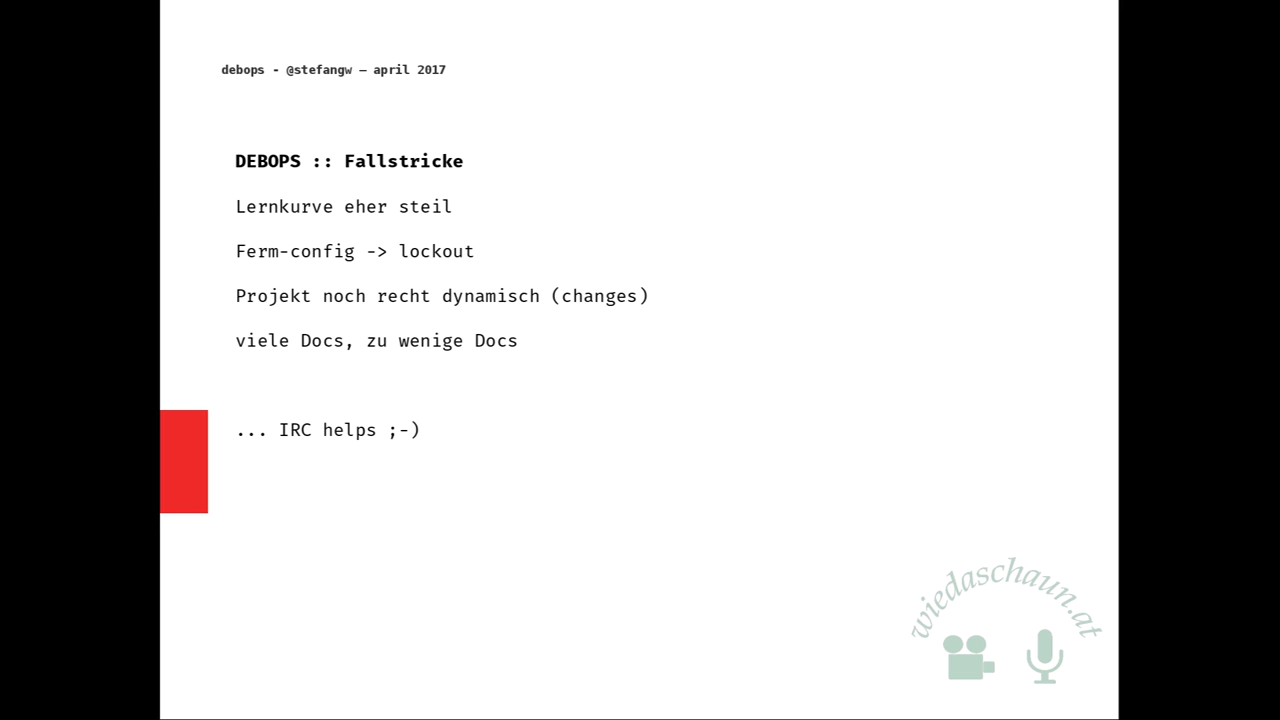 debops - @stefangw – april 2017
DEBOPS :: Fallstricke
Lernkurve eher steil
Ferm-config -> lockout
Projekt noch recht dynamisch (changes)
viele Docs, zu wenige Docs
... IRC helps ;-)
wiedaschaun.at